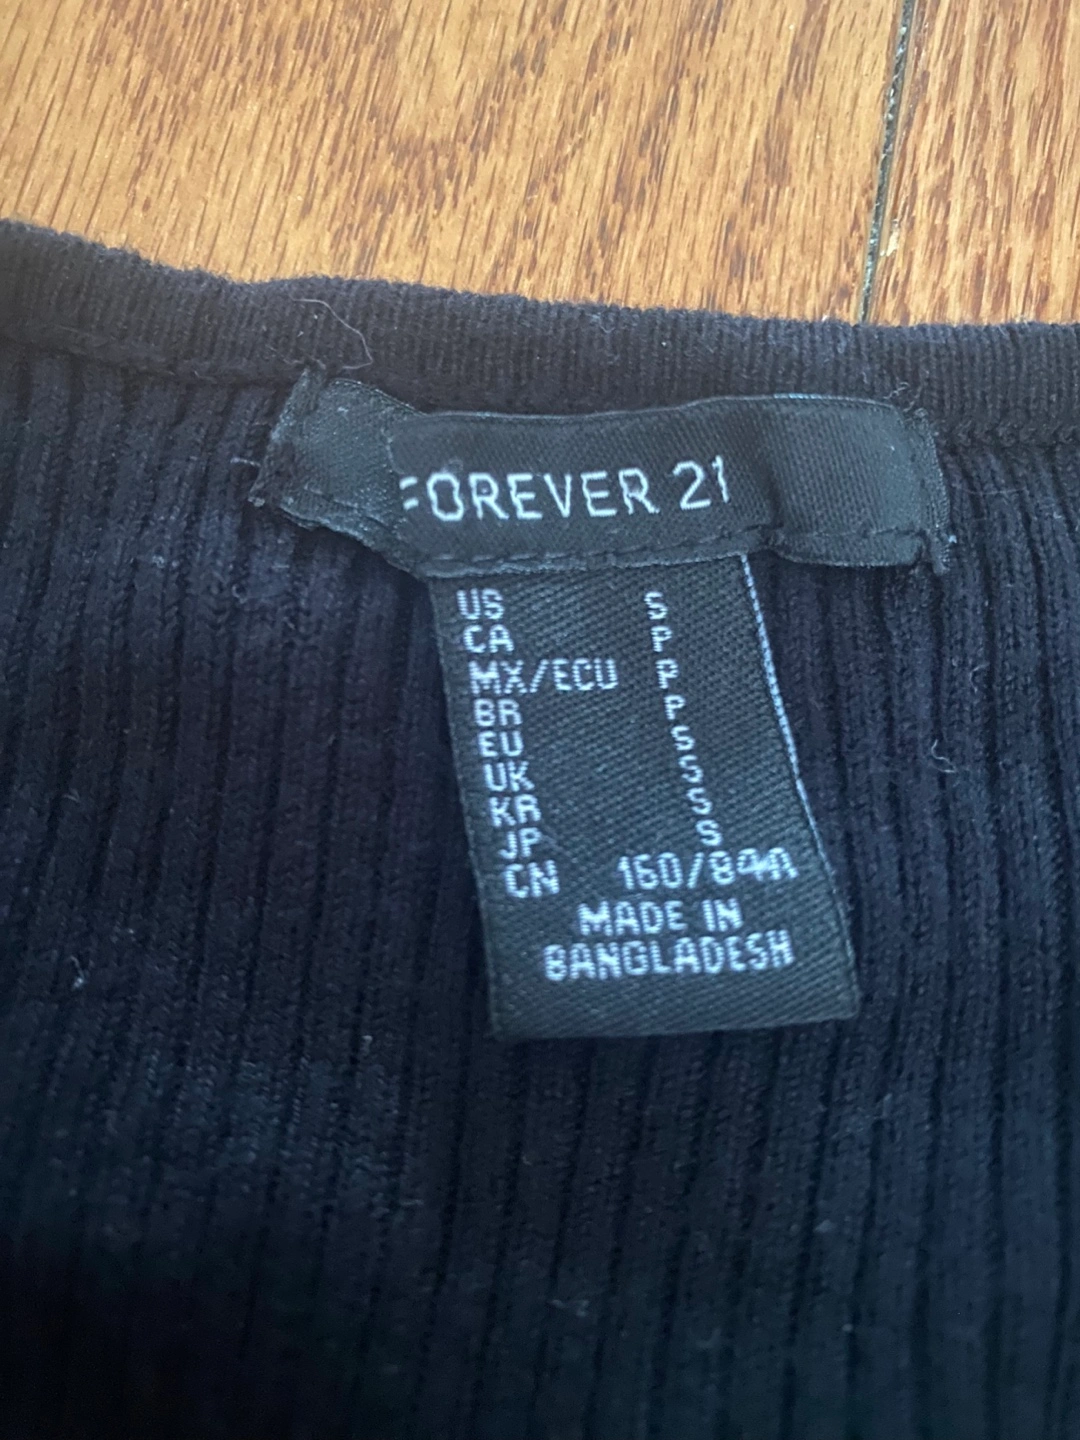 FOREVER 21
US S
CA P
MX/ECU P
BR P
EU S
UK S
KR S
JP S
CN 160/84A
MADE IN
BANGLADESH